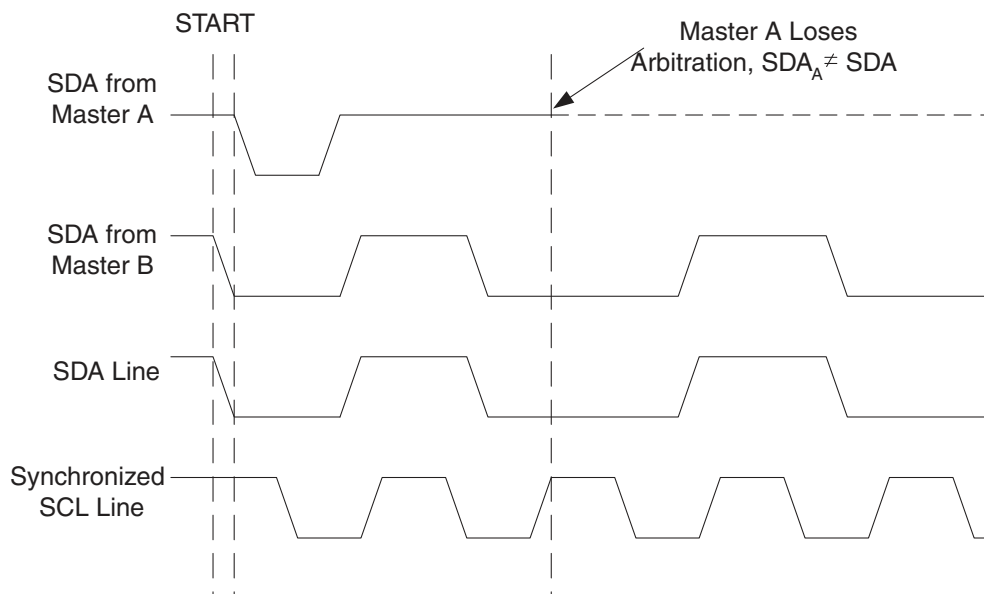 START
Master A Loses
Arbitration, SDA_A ≠ SDA
SDA from
Master A
SDA from
Master B
SDA Line
Synchronized
SCL Line